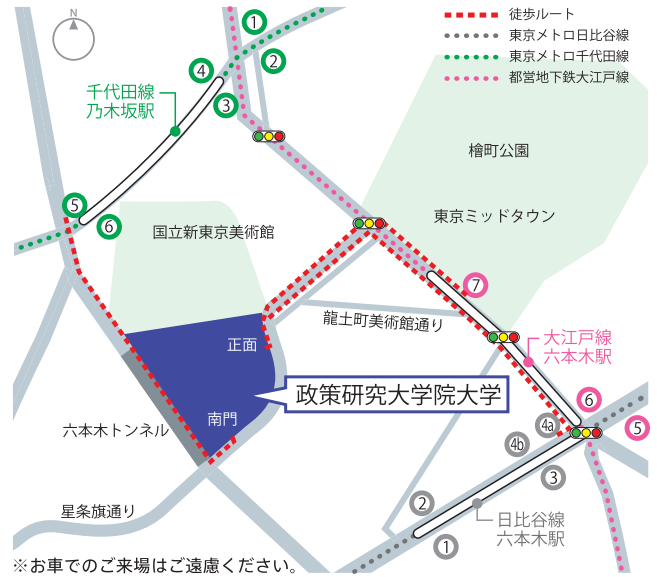 N
徒歩ルート
東京メトロ日比谷線
東京メトロ千代田線
都営地下鉄大江戸線
1
2
4
3
千代田線
乃木坂駅
檜町公園
5
6
国立新東京美術館
東京ミッドタウン
7
龍土町美術館通り
正面
大江戸線
六本木駅
政策研究大学院大学
6
南門
5
4a
六本木トンネル
4b
3
2
星条旗通り
日比谷線
六本木駅
1
※お車でのご来場はご遠慮ください。